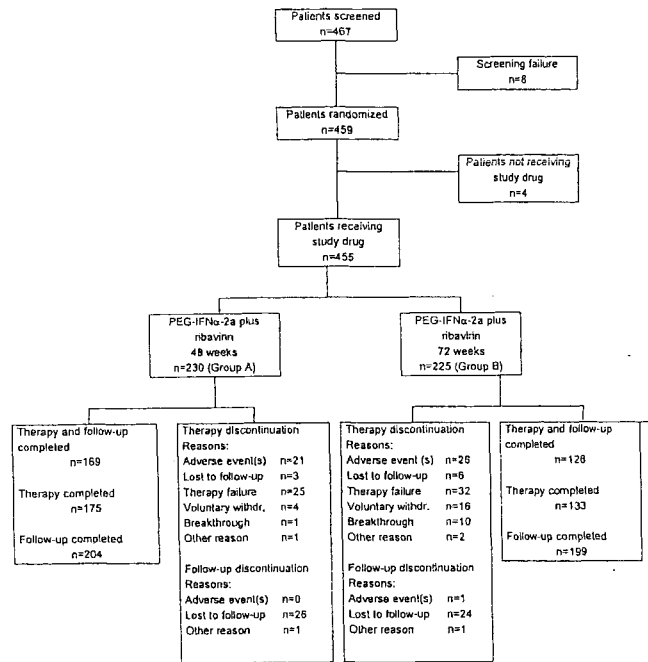 Patients screened
n=467
Screening failure
n=8
Patients randomized
n=459
Patients not receiving
study drug
n=4
Patients receiving
study drug
n=455
PEG-IFNα-2a plus
ribavirin
48 weeks
n=230 (Group A)
PEG-IFNα-2a plus
ribavirin
72 weeks
n=225 (Group B)
Therapy and follow-up
completed
n=169
Therapy completed
n=175
Follow-up completed
n=204
Therapy discontinuation
Reasons:
Adverse event(s) n=21
Lost to follow-up n=3
Therapy failure n=25
Voluntary withdr. n=4
Breakthrough n=1
Other reason n=1
Follow-up discontinuation
Reasons:
Adverse event(s) n=0
Lost to follow-up n=26
Other reason n=1
Therapy discontinuation
Reasons:
Adverse event(s) n=26
Lost to follow-up n=6
Therapy failure n=32
Voluntary withdr. n=16
Breakthrough n=10
Other reason n=2
Follow-up discontinuation
Reasons:
Adverse event(s) n=1
Lost to follow-up n=24
Other reason n=1
Therapy and follow-up
completed
n=126
Therapy completed
n=133
Follow-up completed
n=199